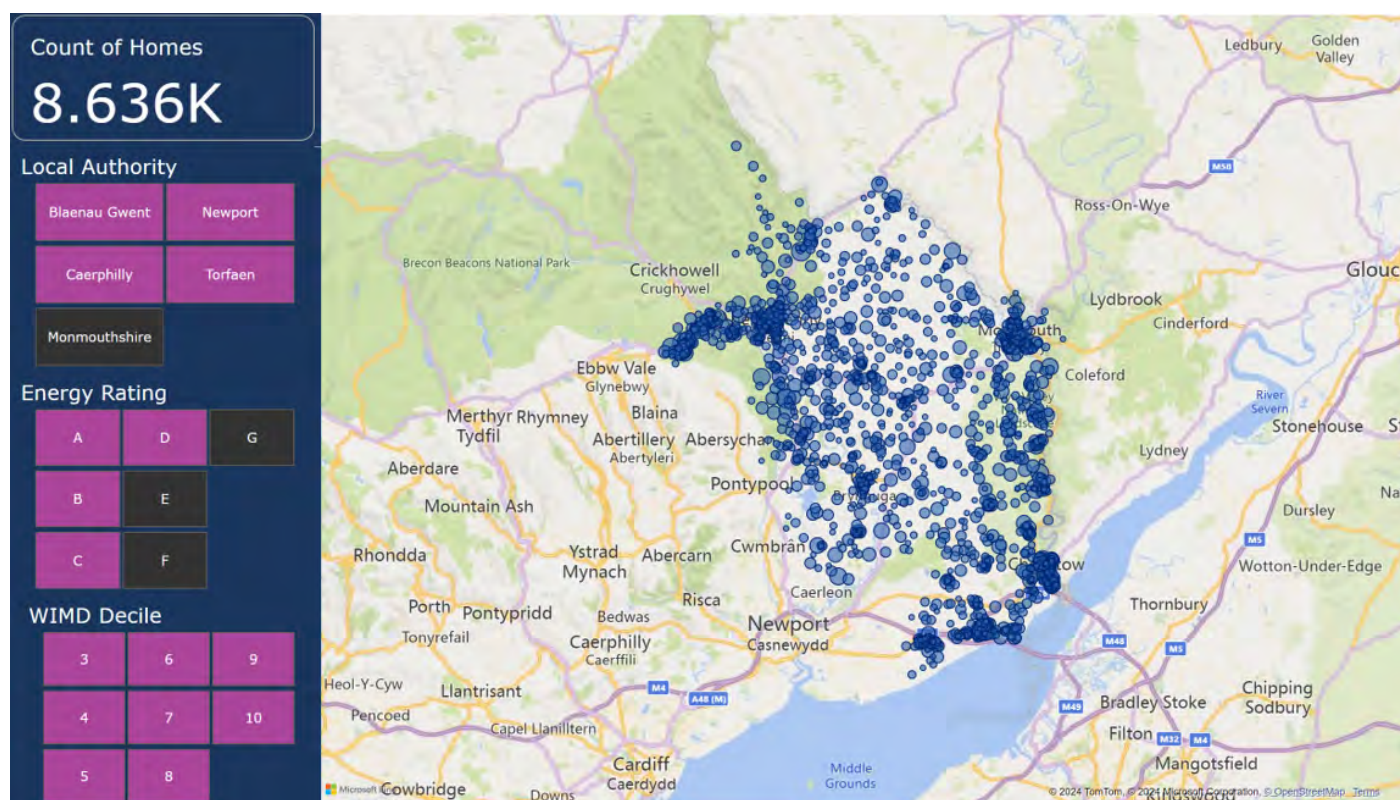 Count of Homes
8.636K
Local Authority
Blaenau Gwent
Newport
Caerphilly
Torfaen
Monmouthshire
Energy Rating
A
D
G
B
E
C
F
WIMD Decile
3
6
9
4
7
10
5
8
Ledbury
Golden
Valley
M50
Ross-On-Wye
Brecon Beacons National Park
Crickhowell
Crughywel
Lydbrook
Cinderford
Coleford
Ebbw Vale
Glynebwy
River
Severn
Stonehouse
Merthyr
Tydfil
Rhymney
Blaina
Abertillery
Abertyleri
Aberdare
Lydney
Pontypool
Mountain Ash
Dursley
M5
Rhondda
Ystrad
Mynach
Abercarn
Cwmbrân
Wotton-Under-Edge
Caerleon
Risca
Porth
Pontypridd
Bedwas
Thornbury
Newport
Casnewydd
Tonyrefail
Caerphilly
Caerffili
M48
M5
Heol-Y-Cyw
Llantrisant
M4
A48 (M)
Chipping
Sodbury
Pencoed
Capel Llanilltern
M49
Bradley Stoke
Filton
M32
M4
Mangotsfield
Cardiff
Caerdydd
Middle
Grounds
Cowbridge
Downs
© 2024 TomTom, © 2024 Microsoft Corporation, © OpenStreetMap Terms